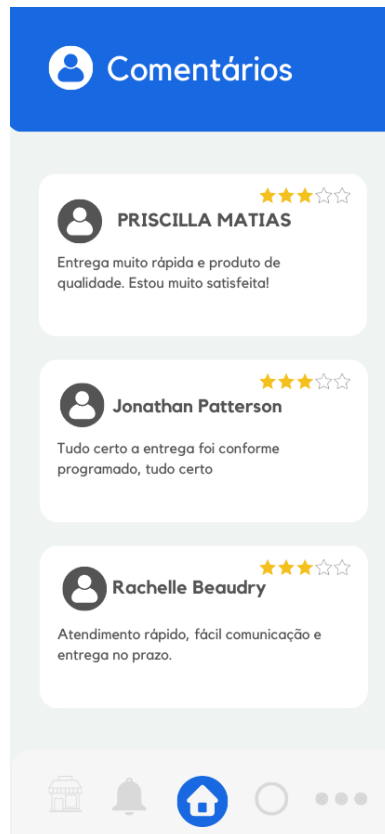 Comentários
PRISCILLA MATIAS
Entrega muito rápida e produto de
qualidade. Estou muito satisfeita!
Jonathan Patterson
Tudo certo a entrega foi conforme
programado, tudo certo
Rachelle Beaudry
Atendimento rápido, fácil comunicação e
entrega no prazo.